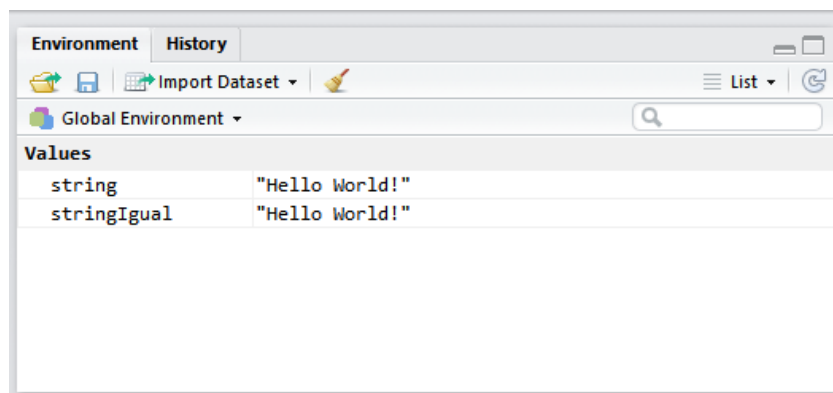 Environment History
Import Dataset List
Global Environment
Values
string "Hello World!"
stringIgual "Hello World!"